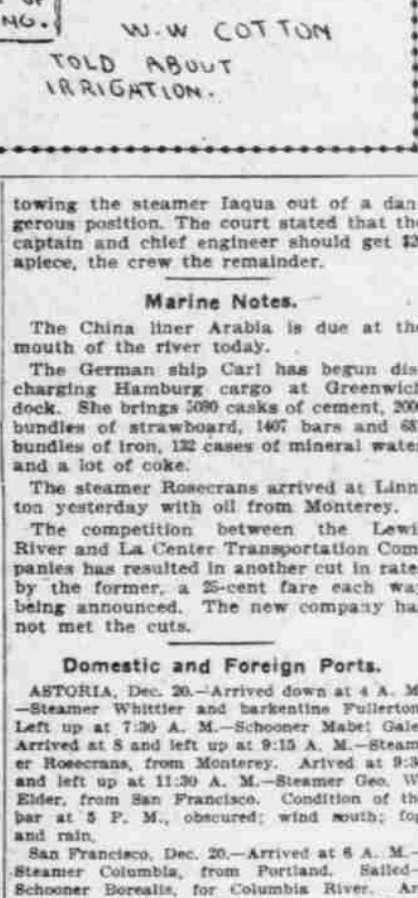 NG.
W.W COTTON
TOLD ABOUT
IRRIGATION.
towing the steamer Iaqua out of a dan
gerous position. The court stated that the
captain and chief engineer should get
apiece, the crew the remainder.
Marine Notes.
The China liner Arabia is due at the
mouth of the river today.
The German ship Carl has begun dis
charging Hamburg cargo at Greenwich
dock. She brings 5080 casks of cement, 200
bundles of strawboard, 1407 bars and 68
bundles of iron, 132 cases of mineral water
and a lot of coke.
The steamer Rosecrans arrived at Linn
ton yesterday with oil from Monterey.
The competition between the Lewi
River and La Center Transportation Com
panies has resulted in another cut in rate
by the former, a 25-cent fare each way
being announced. The new company ha
not met the cuts.
Domestic and Foreign Ports.
ASTORIA, Dec. 20.—Arrived down at 4 A. M
—Steamer Whittier and barkentine Fullerton
Left up at 7:30 A. M.—Schooner Mabel Gale
Arrived at 8 and left up at 9:15 A. M.—Steam
er Rosecrans, from Monterey. Arived at 9:3
and left up at 11:30 A. M.—Steamer Geo. W
Elder, from San Francisco. Condition of th
bar at 5 P. M., obscured; wind south; fog
and rain.
San Francisco, Dec. 20.—Arrived at 6 A. M.—
Steamer Columbia, from Portland. Sailed—
Schooner Borealis, for Columbia River. Ar